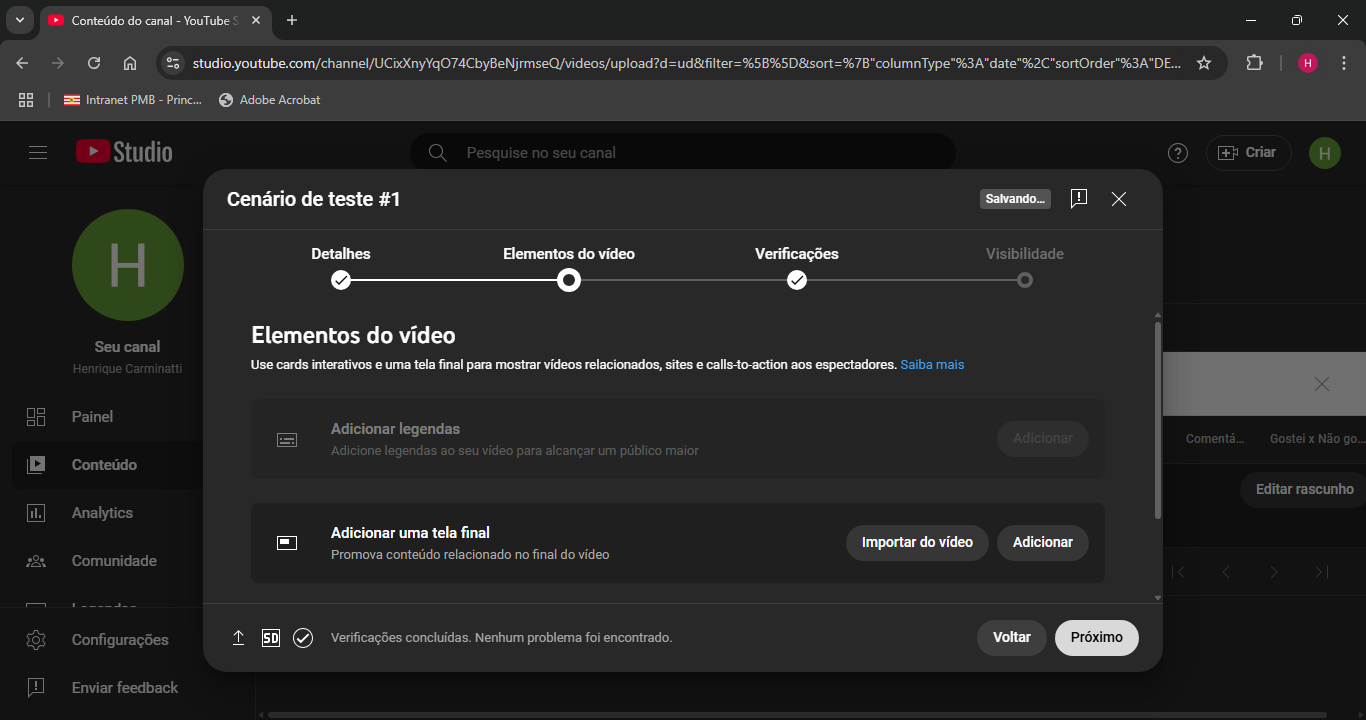 Conteúdo do canal - YouTube S
studio.youtube.com/channel/UCixXnyYqO74CbyBeNjrmseQ/videos/upload?d=ud&filter=%5B%5D&sort=%7B"columnType"%3A"date"%2C"sortOrder"%3A"DE...
H
Intranet PMB - Princ...
Adobe Acrobat
Studio
Pesquise no seu canal
Criar
H
H
Seu canal
Henrique Carminatti
Painel
Conteúdo
Analytics
Comunidade
Legendas
Configurações
Enviar feedback
Cenário de teste #1
Salvando...
Detalhes
Elementos do vídeo
Verificações
Visibilidade
Elementos do vídeo
Use cards interativos e uma tela final para mostrar vídeos relacionados, sites e calls-to-action aos espectadores. Saiba mais
Adicionar legendas
Adicione legendas ao seu vídeo para alcançar um público maior
Adicionar
Adicionar uma tela final
Promova conteúdo relacionado no final do vídeo
Importar do vídeo
Adicionar
SD
Verificações concluídas. Nenhum problema foi encontrado.
Voltar
Próximo
Comentá...
Gostei x Não go...
Editar rascunho